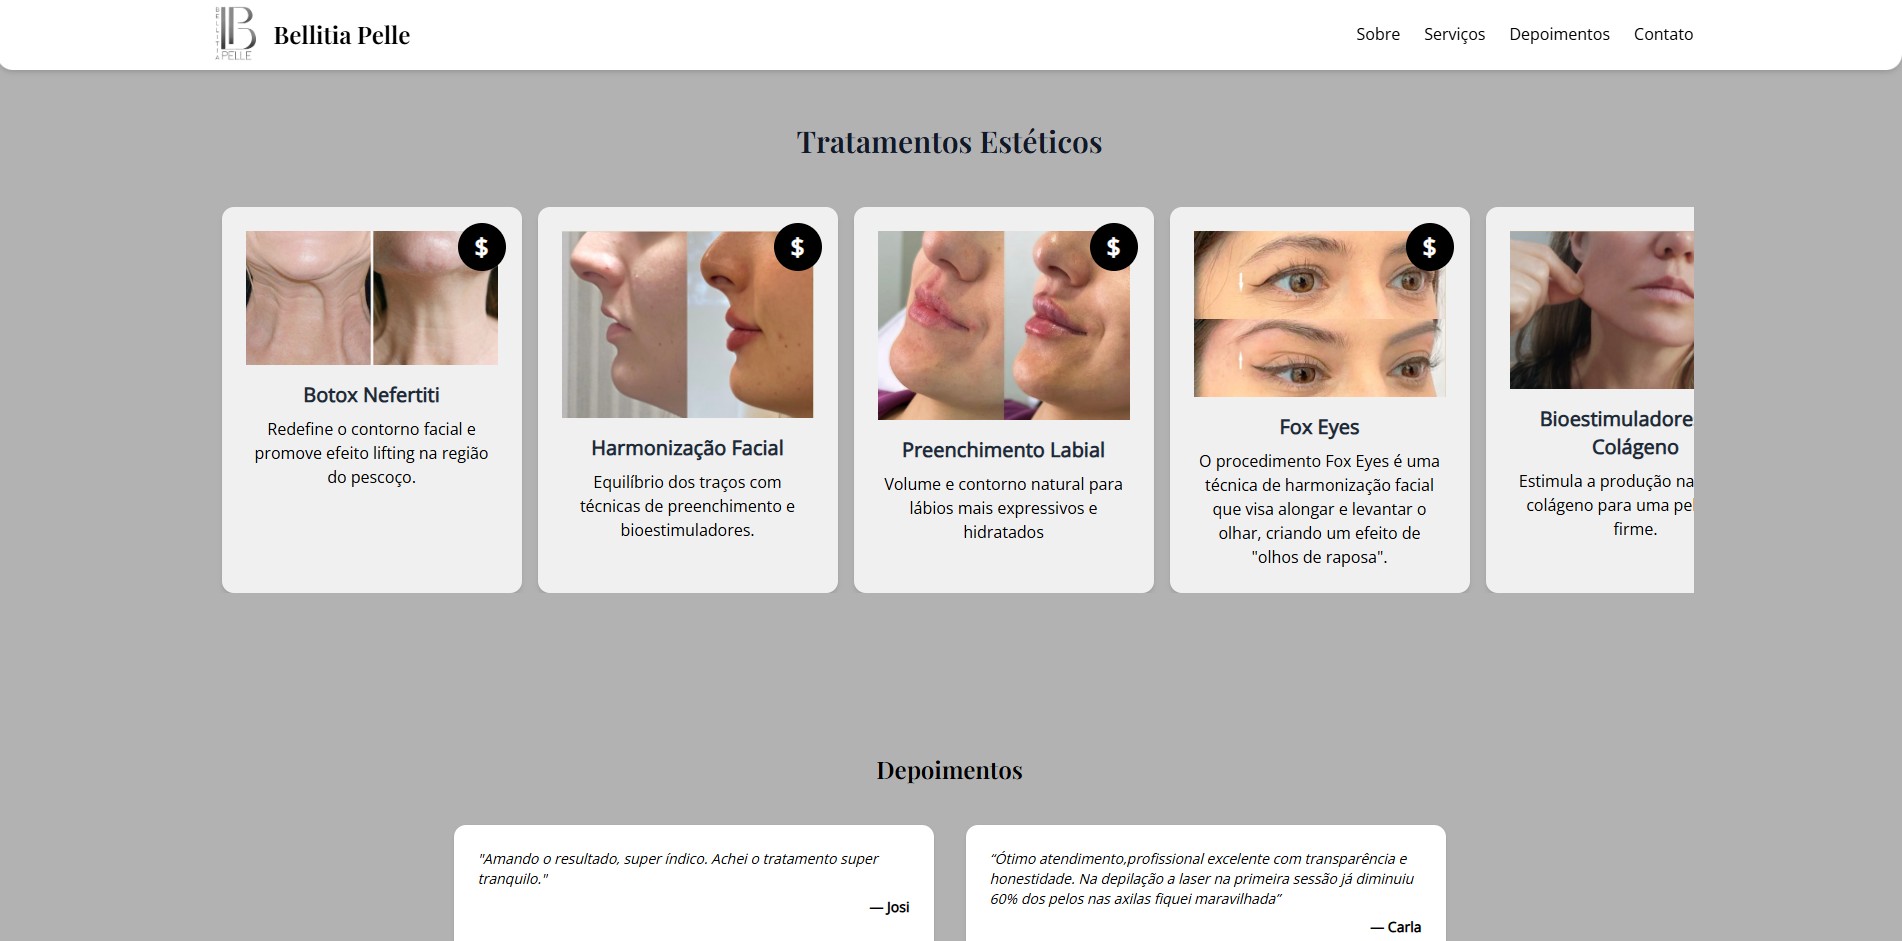 BELLITIA
PELLE
Bellitia Pelle
Sobre
Serviços
Depoimentos
Contato
Tratamentos Estéticos
$
Botox Nefertiti
Redefine o contorno facial e
promove efeito lifting na região
do pescoço.
$
Harmonização Facial
Equilíbrio dos traços com
técnicas de preenchimento e
bioestimuladores.
$
Preenchimento Labial
Volume e contorno natural para
lábios mais expressivos e
hidratados
$
Fox Eyes
O procedimento Fox Eyes é uma
técnica de harmonização facial
que visa alongar e levantar o
olhar, criando um efeito de
"olhos de raposa".
Bioestimuladore
Colágeno
Estimula a produção na
colágeno para uma pel
firme.
Depoimentos
"Amando o resultado, super índico. Achei o tratamento super
tranquilo."
— Josi
“Ótimo atendimento,profissional excelente com transparência e
honestidade. Na depilação a laser na primeira sessão já diminuiu
60% dos pelos nas axilas fiquei maravilhada”
— Carla